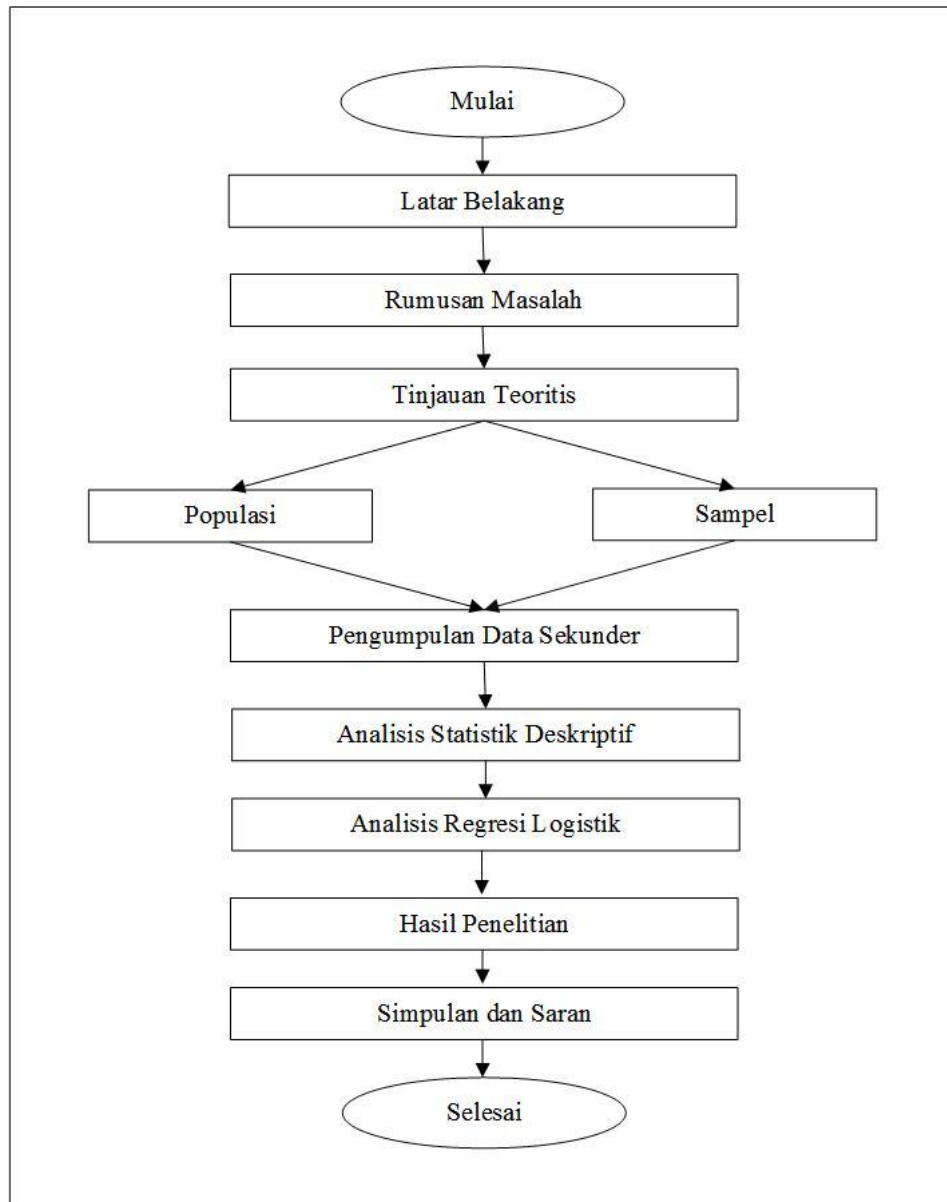 Mulai
Latar Belakang
Rumusan Masalah
Tinjauan Teoritis
Populasi
Sampel
Pengumpulan Data Sekunder
Analisis Statistik Deskriptif
Analisis Regresi Logistik
Hasil Penelitian
Simpulan dan Saran
Selesai